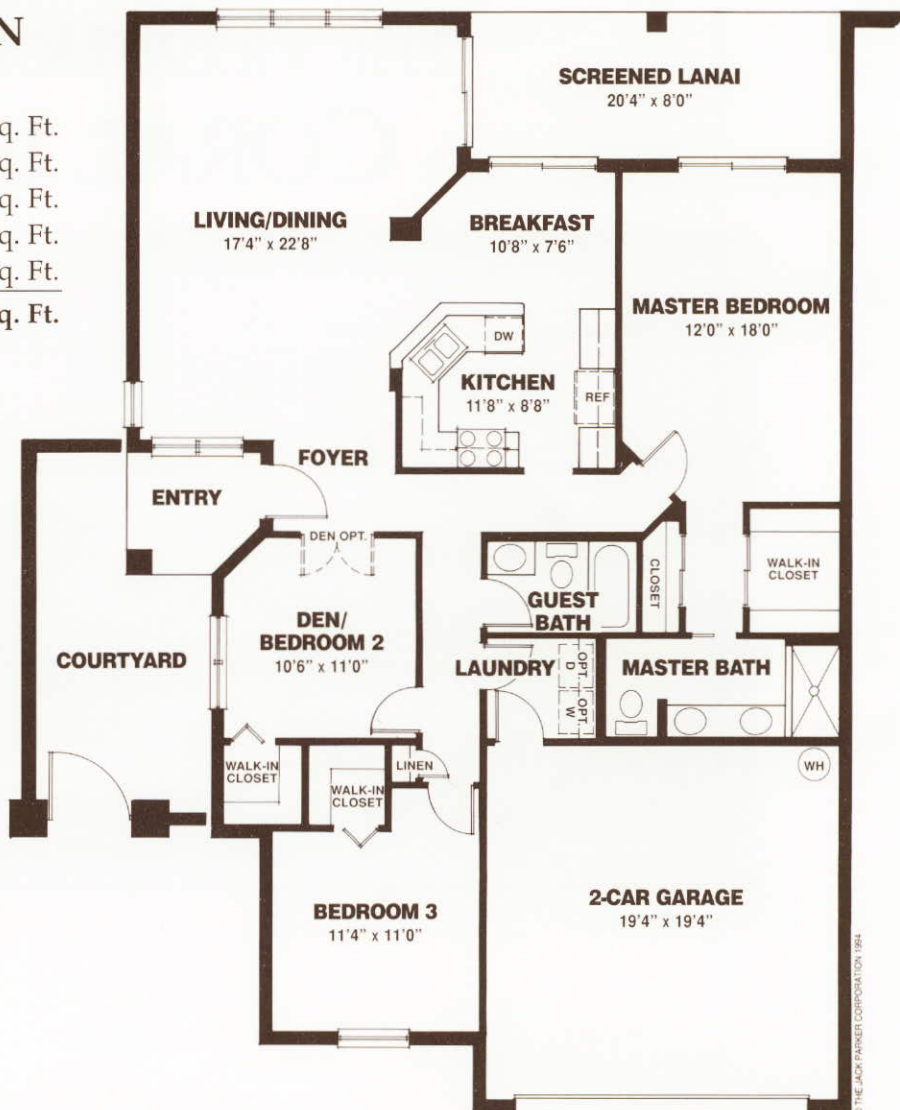 N
q. Ft.
q. Ft.
q. Ft.
q. Ft.
q. Ft.
q. Ft.
SCREENED LANAI
20'4" x 8'0"
LIVING/DINING
17'4" x 22'8"
BREAKFAST
10'8" x 7'6"
MASTER BEDROOM
12'0" x 18'0"
DW
KITCHEN
11'8" x 8'8"
REF
FOYER
ENTRY
DEN OPT.
WALK-IN
CLOSET
CLOSET
GUEST
BATH
DEN/
BEDROOM 2
10'6" x 11'0"
COURTYARD
LAUNDRY
OPT.
D
OPT.
W
MASTER BATH
WALK-IN
CLOSET
LINEN
WALK-IN
CLOSET
WH
BEDROOM 3
11'4" x 11'0"
2-CAR GARAGE
19'4" x 19'4"
THE JACK PARKER CORPORATION 1994